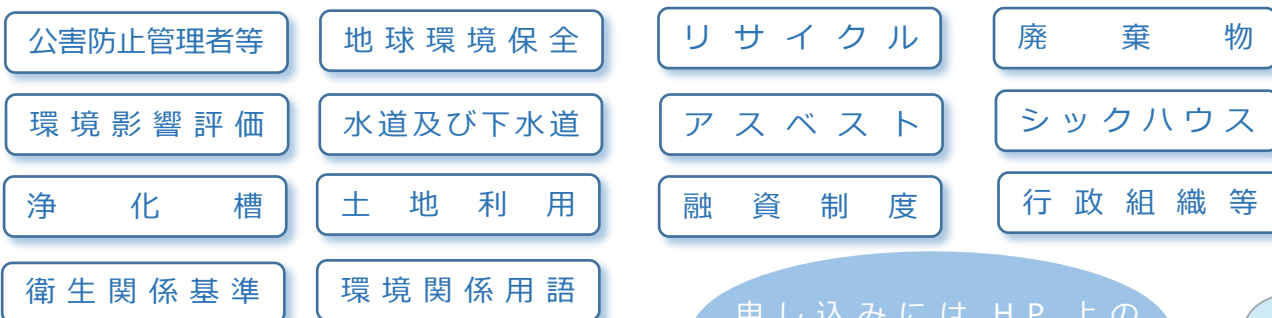 公害防止管理者等
地球環境保全
リサイクル
廃棄物
環境影響評価
水道及び下水道
アスベスト
シックハウス
浄化槽
土地利用
融資制度
行政組織等
衛生関係基準
環境関係用語
申し込みには HP 上の